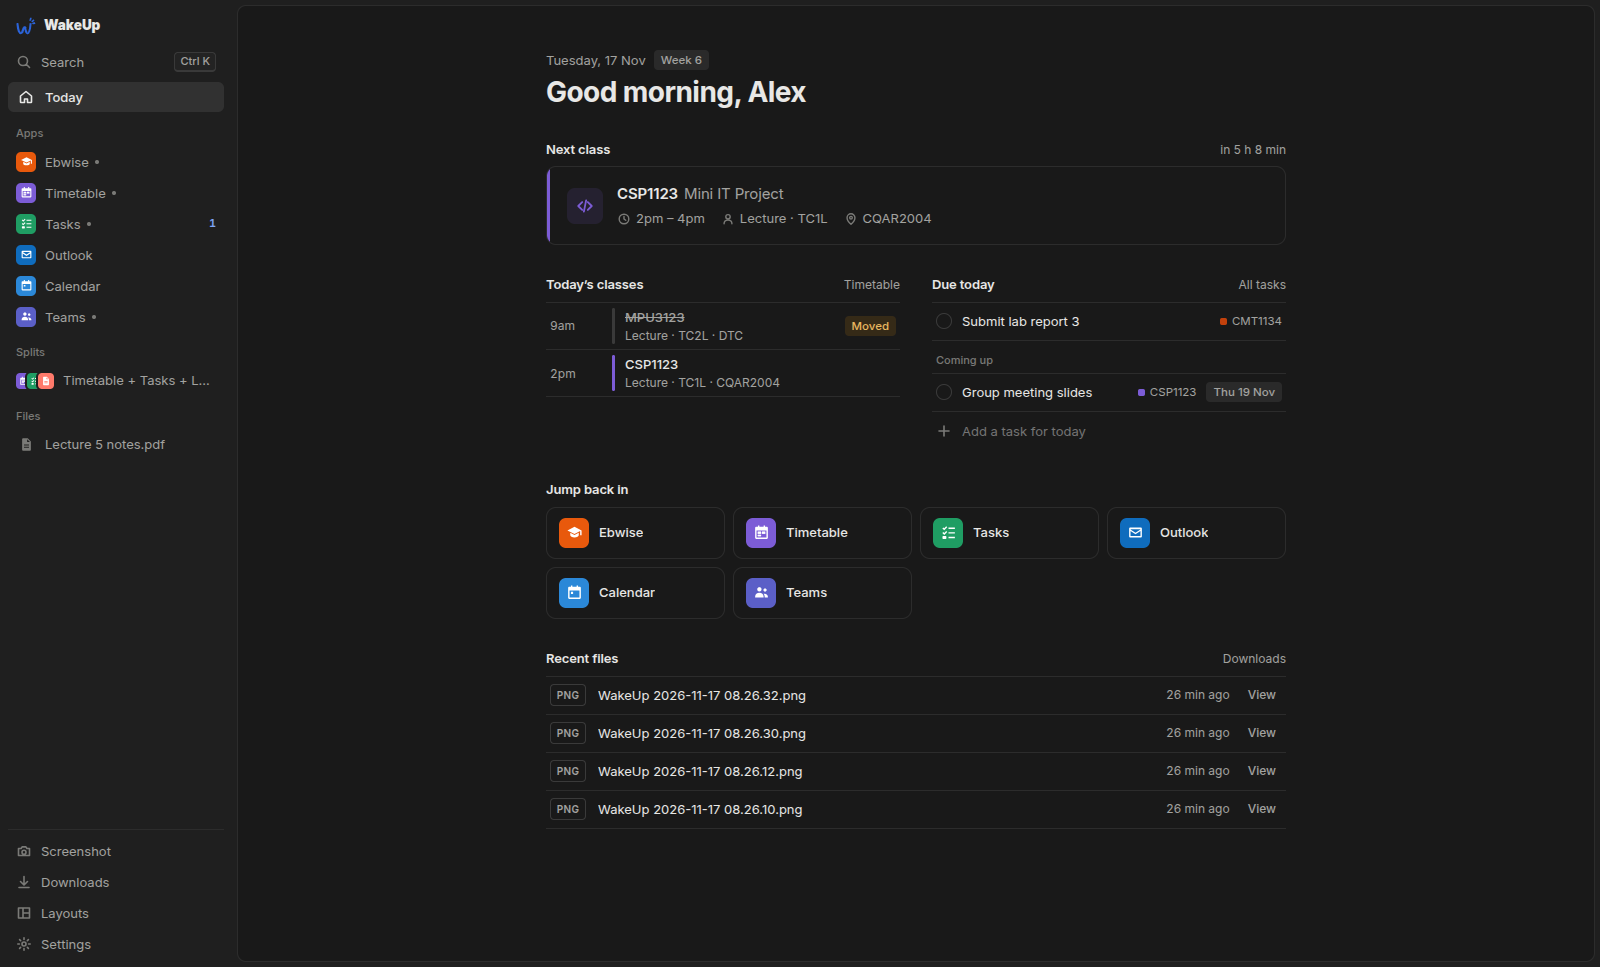 WakeUp
Search
Ctrl K
Today
Apps
Ebwise
Timetable
Tasks
1
Outlook
Calendar
Teams
Splits
Timetable + Tasks + L...
Files
Lecture 5 notes.pdf
Screenshot
Downloads
Layouts
Settings
Tuesday, 17 Nov
Week 6
Good morning, Alex
Next class
in 5 h 8 min
CSP1123 Mini IT Project
2pm – 4pm
Lecture · TC1L
CQAR2004
Today’s classes
Timetable
9am
MPU3123
Lecture · TC2L · DTC
Moved
2pm
CSP1123
Lecture · TC1L · CQAR2004
Due today
All tasks
Submit lab report 3
CMT1134
Coming up
Group meeting slides
CSP1123
Thu 19 Nov
Add a task for today
Jump back in
Ebwise
Timetable
Tasks
Outlook
Calendar
Teams
Recent files
Downloads
PNG
WakeUp 2026-11-17 08.26.32.png
26 min ago
View
PNG
WakeUp 2026-11-17 08.26.30.png
26 min ago
View
PNG
WakeUp 2026-11-17 08.26.12.png
26 min ago
View
PNG
WakeUp 2026-11-17 08.26.10.png
26 min ago
View